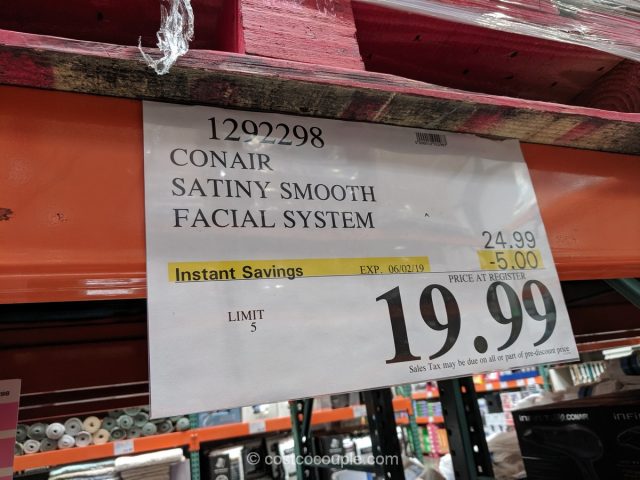 1292298
CONAIR
SATINY SMOOTH
FACIAL SYSTEM
24.99
Instant Savings EXP. 06/02/19 -5.00
PRICE AT REGISTER
LIMIT
5
19.99
Sales Tax may be due on all or part of pre-discount price
CONAIR
© costcocouple.com